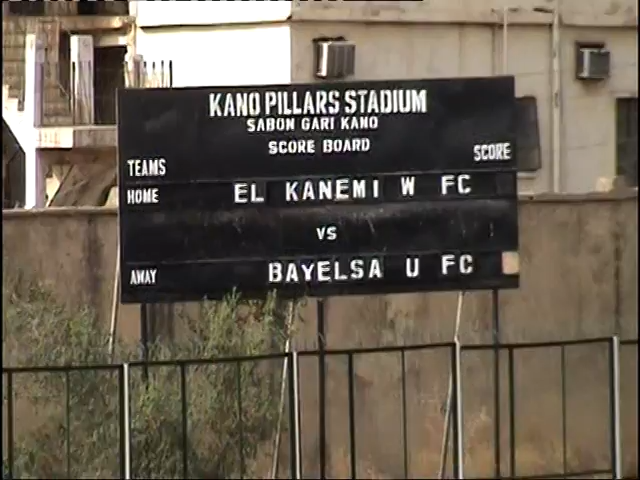 KANO PILLARS STADIUM
SABON GARI KANO
SCORE BOARD
TEAMS SCORE
HOME EL KANEMI W FC
VS
AWAY BAYELSA U FC